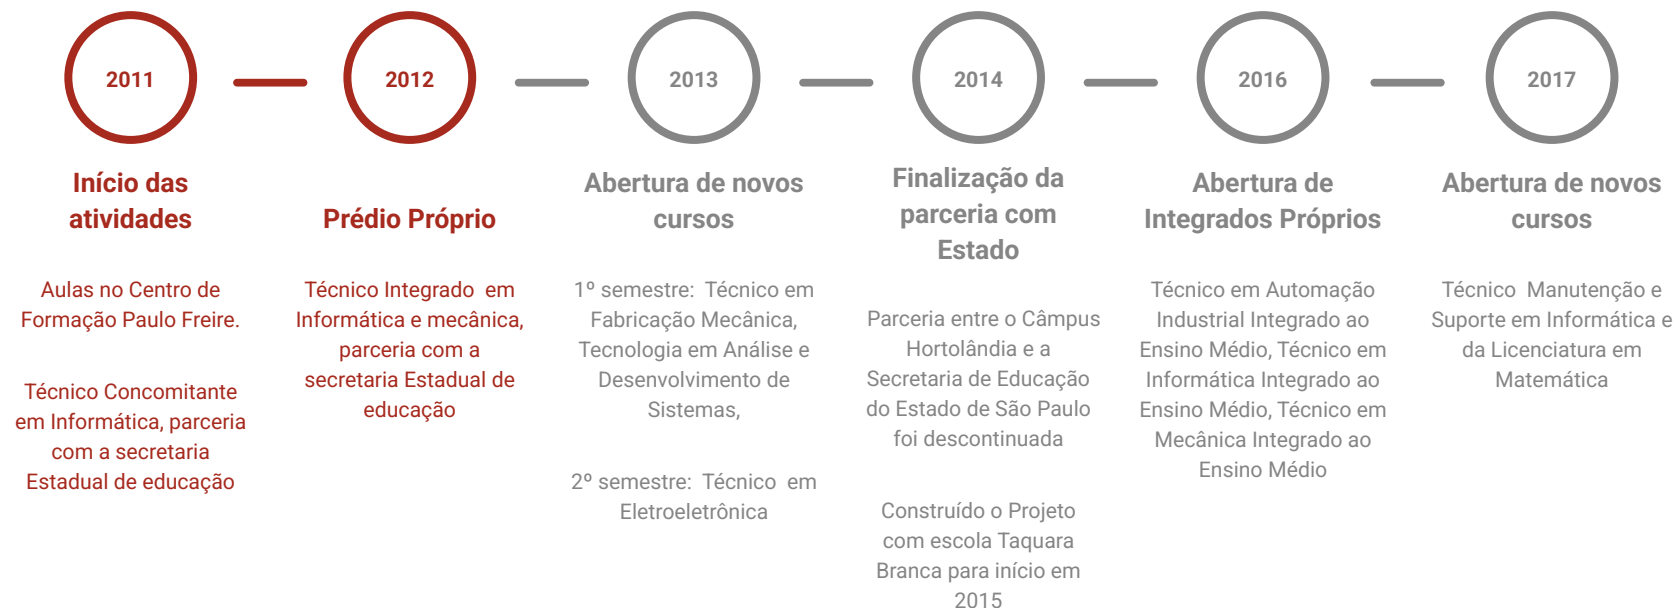 2011
Início das
atividades
Aulas no Centro de
Formação Paulo Freire.
Técnico Concomitante
em Informática, parceria
com a secretaria
Estadual de educação
2012
Prédio Próprio
Técnico Integrado em
Informática e mecânica,
parceria com a
secretaria Estadual de
educação
2013
Abertura de novos
cursos
1º semestre: Técnico em
Fabricação Mecânica,
Tecnologia em Análise e
Desenvolvimento de
Sistemas,
2º semestre: Técnico em
Eletroeletrônica
2014
Finalização da
parceria com
Estado
Parceria entre o Câmpus
Hortolândia e a
Secretaria de Educação
do Estado de São Paulo
foi descontinuada
Construído o Projeto
com escola Taquara
Branca para início em
2015
2016
Abertura de
Integrados Próprios
Técnico em Automação
Industrial Integrado ao
Ensino Médio, Técnico em
Informática Integrado ao
Ensino Médio, Técnico em
Mecânica Integrado ao
Ensino Médio
2017
Abertura de novos
cursos
Técnico Manutenção e
Suporte em Informática e
da Licenciatura em
Matemática